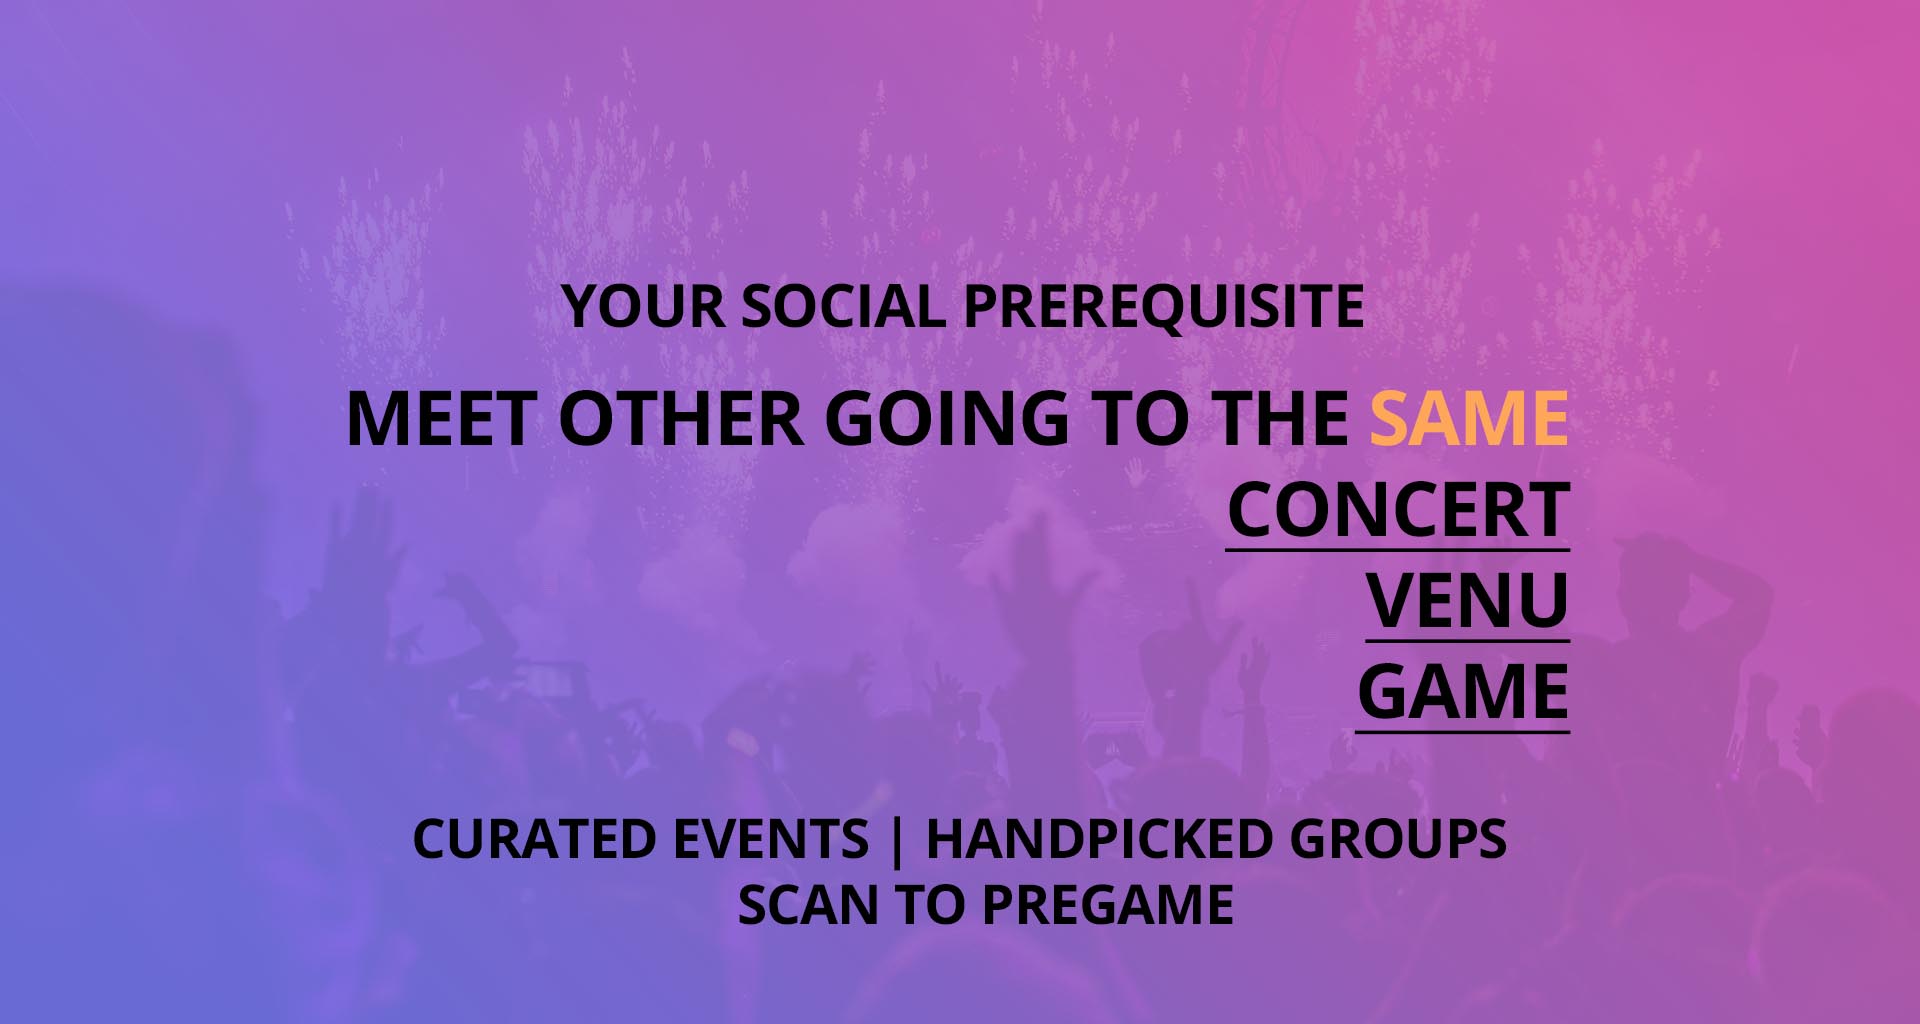 YOUR SOCIAL PREREQUISITE
MEET OTHER GOING TO THE SAME
CONCERT
VENU
GAME
CURATED EVENTS | HANDPICKED GROUPS
SCAN TO PREGAME